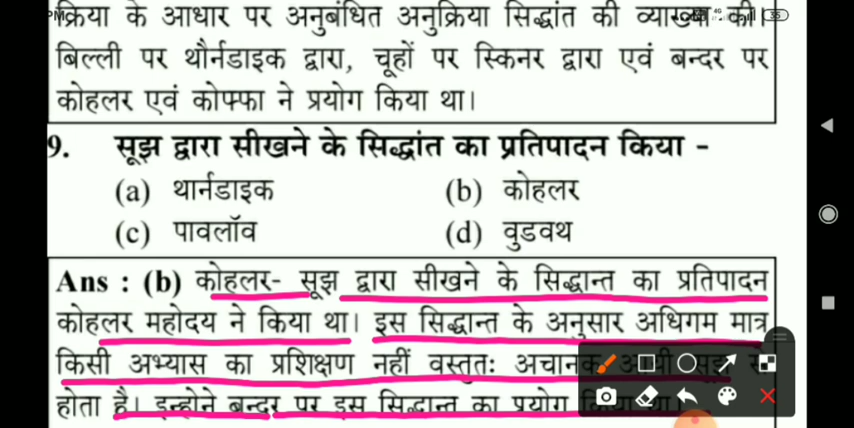 क्रिया के आधार पर अनुबंधित अनुक्रिया सिद्धांत की व्याख्या की।
बिल्ली पर थौर्नडाइक द्वारा, चूहों पर स्किनर द्वारा एवं बन्दर पर
कोहलर एवं कोफ्फा ने प्रयोग किया था।
9. सूझ द्वारा सीखने के सिद्धांत का प्रतिपादन किया -
(a) थार्नडाइक (b) कोहलर
(c) पावलॉव (d) वुडवथ
Ans : (b) कोहलर- सूझ द्वारा सीखने के सिद्धान्त का प्रतिपादन
कोहलर महोदय ने किया था। इस सिद्धान्त के अनुसार अधिगम मात्र
किसी अभ्यास का प्रशिक्षण नहीं वस्तुतः अचानक आयी सूझ से
होता है। इन्होने बन्दर पर इस सिद्धान्त का प्रयोग किया था।